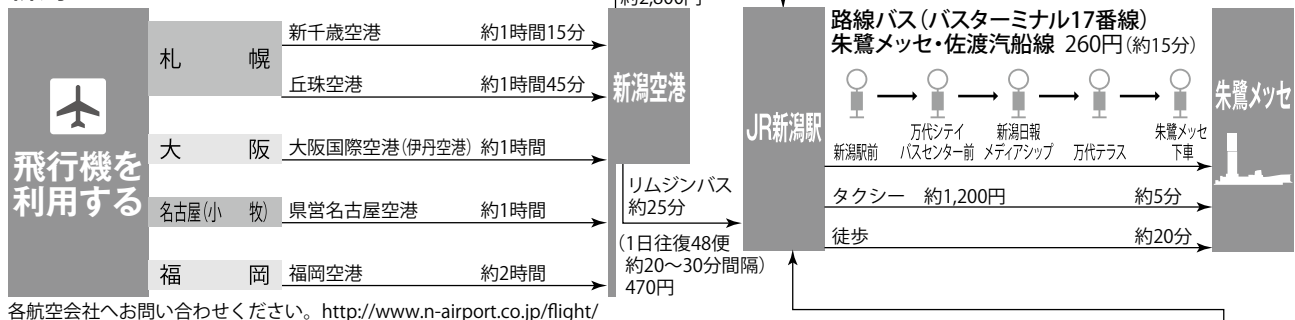 約2,800円
飛行機を
利用する
札幌
新千歳空港 約1時間15分
丘珠空港 約1時間45分
大阪 大阪国際空港(伊丹空港) 約1時間
名古屋(小牧) 県営名古屋空港 約1時間
福岡 福岡空港 約2時間
新潟空港
リムジンバス
約25分
(1日往復48便
約20〜30分間隔)
470円
JR新潟駅
路線バス(バスターミナル17番線)
朱鷺メッセ・佐渡汽船線 260円(約15分)
新潟駅前
万代シテイ
バスセンター前
新潟日報
メディアシップ
万代テラス
朱鷺メッセ
下車
タクシー 約1,200円 約5分
徒歩 約20分
朱鷺メッセ
各航空会社へお問い合わせください。http://www.n-airport.co.jp/flight/